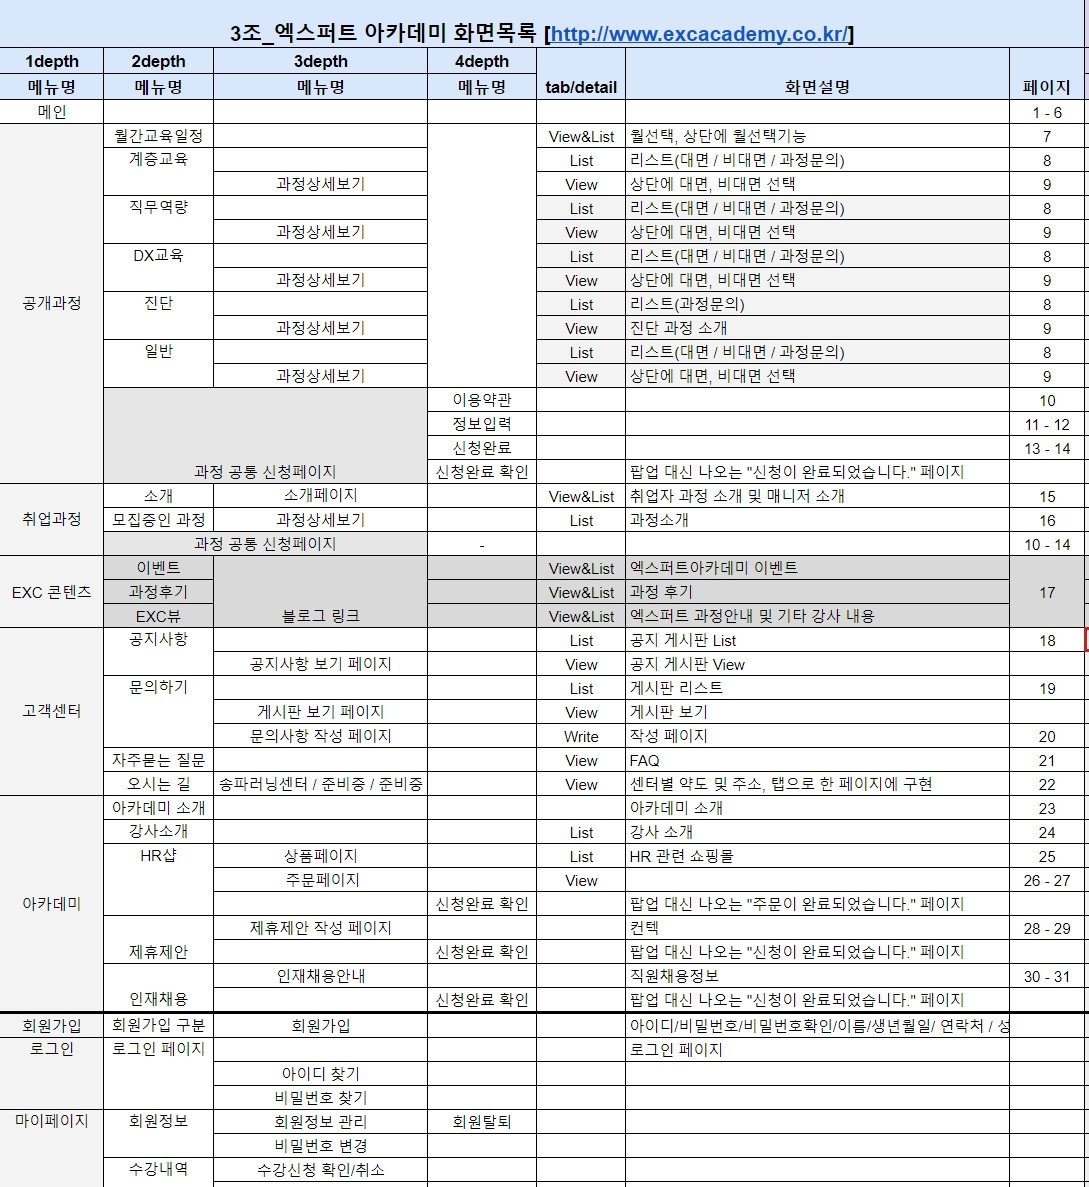 3조_엑스퍼트 아카데미 화면목록 [http://www.excacademy.co.kr/]
1depth 2depth 3depth 4depth
메뉴명 메뉴명 메뉴명 메뉴명 tab/detail 화면설명 페이지
메인 1 - 6
월간교육일정 View&List 월선택, 상단에 월선택기능 7
계층교육 List 리스트(대면 / 비대면 / 과정문의) 8
과정상세보기 View 상단에 대면, 비대면 선택 9
직무역량 List 리스트(대면 / 비대면 / 과정문의) 8
과정상세보기 View 상단에 대면, 비대면 선택 9
DX교육 List 리스트(대면 / 비대면 / 과정문의) 8
과정상세보기 View 상단에 대면, 비대면 선택 9
공개과정 진단 List 리스트(과정문의) 8
과정상세보기 View 진단 과정 소개 9
일반 List 리스트(대면 / 비대면 / 과정문의) 8
과정상세보기 View 상단에 대면, 비대면 선택 9
이용약관 10
정보입력 11 - 12
신청완료 13 - 14
과정 공통 신청페이지 신청완료 확인 팝업 대신 나오는 "신청이 완료되었습니다." 페이지
소개 소개페이지 View&List 취업자 과정 소개 및 매니저 소개 15
취업과정 모집중인 과정 과정상세보기 List 과정소개 16
과정 공통 신청페이지 - 10 - 14
이벤트 View&List 엑스퍼트아카데미 이벤트
EXC 콘텐츠 과정후기 View&List 과정 후기 17
EXC뷰 블로그 링크 View&List 엑스퍼트 과정안내 및 기타 강사 내용
공지사항 List 공지 게시판 List 18
공지사항 보기 페이지 View 공지 게시판 View
문의하기 List 게시판 리스트 19
고객센터 게시판 보기 페이지 View 게시판 보기
문의사항 작성 페이지 Write 작성 페이지 20
자주묻는 질문 View FAQ 21
오시는 길 송파러닝센터 / 준비중 / 준비중 View 센터별 약도 및 주소, 탭으로 한 페이지에 구현 22
아카데미 소개 아카데미 소개 23
강사소개 List 강사 소개 24
HR샵 상품페이지 List HR 관련 쇼핑몰 25
주문페이지 View 26 - 27
아카데미 신청완료 확인 팝업 대신 나오는 "주문이 완료되었습니다." 페이지
제휴제안 작성 페이지 컨텍 28 - 29
제휴제안 신청완료 확인 팝업 대신 나오는 "신청이 완료되었습니다." 페이지
인재채용안내 직원채용정보 30 - 31
인재채용 신청완료 확인 팝업 대신 나오는 "신청이 완료되었습니다." 페이지
회원가입 회원가입 구분 회원가입 아이디/비밀번호/비밀번호확인/이름/생년월일/ 연락처 / 성
로그인 로그인 페이지 로그인 페이지
아이디 찾기
비밀번호 찾기
마이페이지 회원정보 회원정보 관리 회원탈퇴
비밀번호 변경
수강내역 수강신청 확인/취소